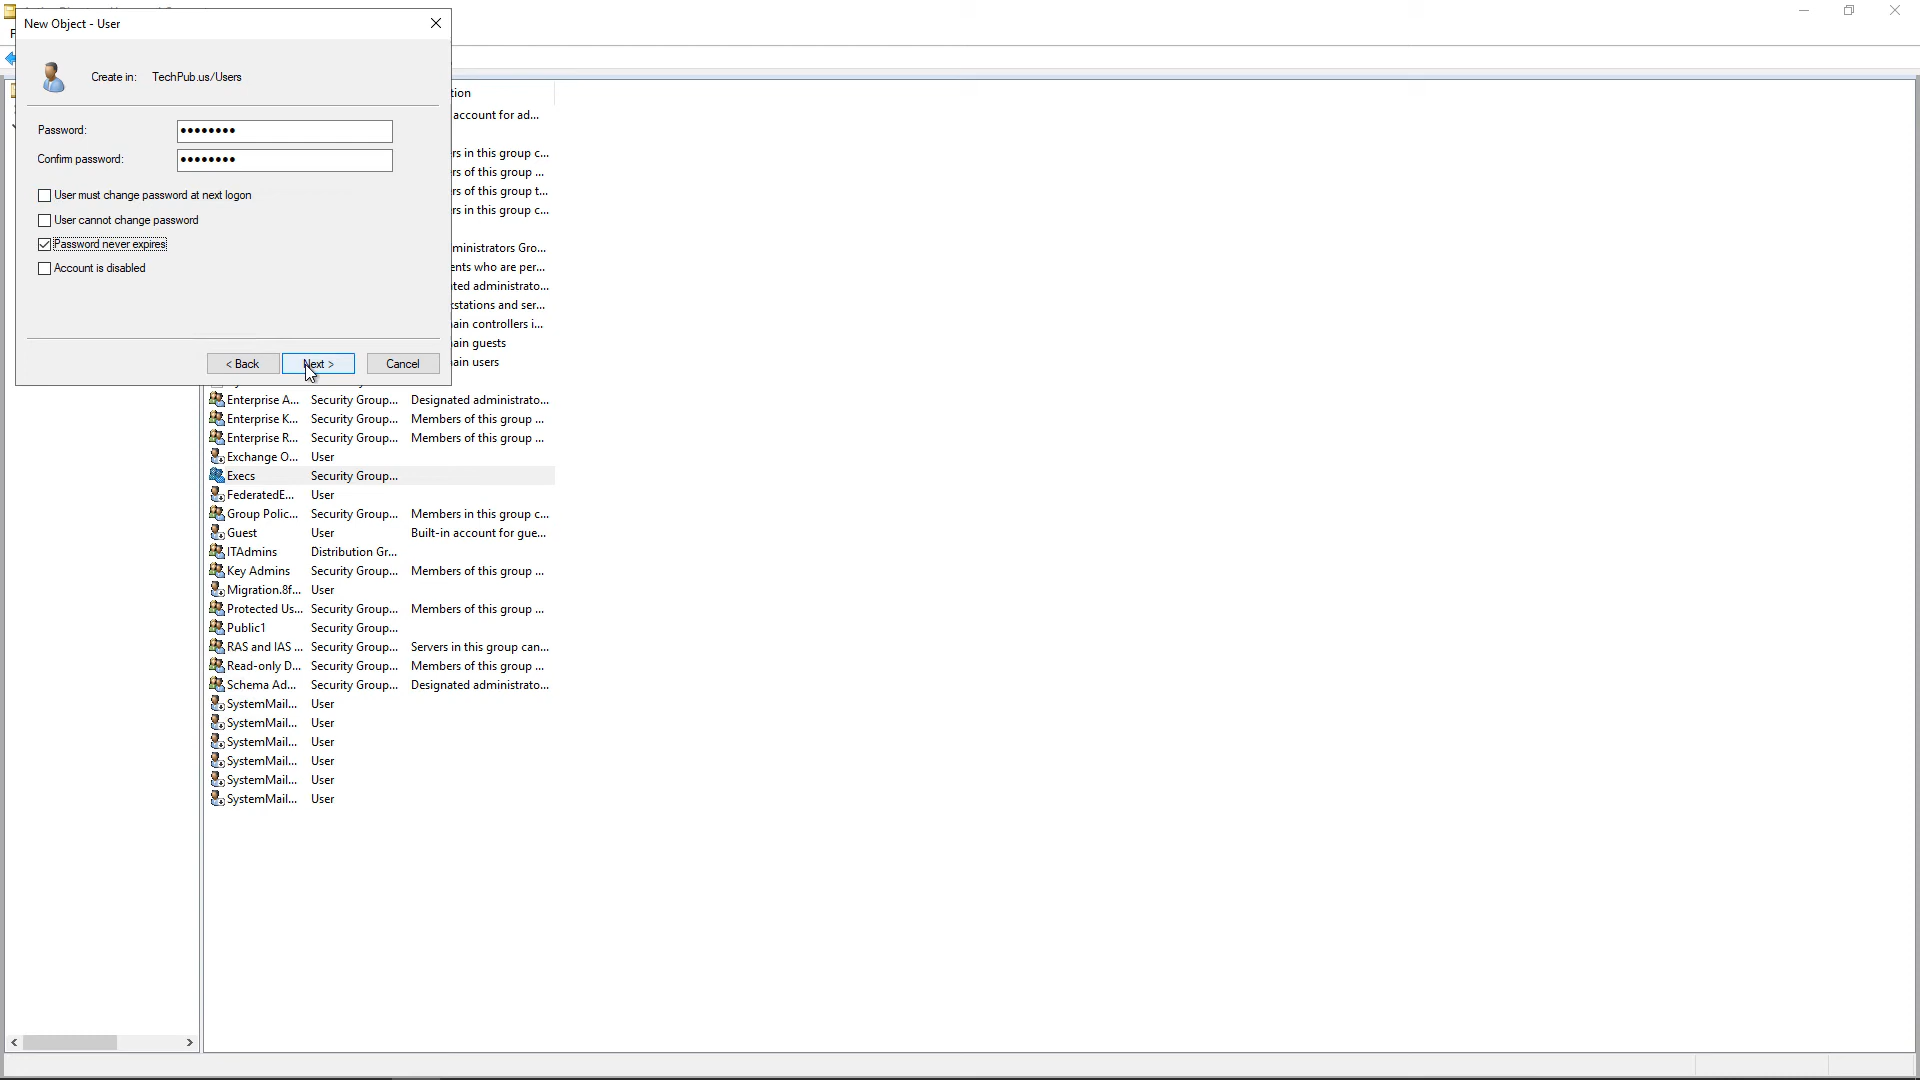 New Object - User
Create in: TechPub.us/Users
Password: ••••••••
Confirm password: ••••••••
User must change password at next logon
User cannot change password
Password never expires
Account is disabled
< Back Next > Cancel
tion
account for ad...
rs in this group c...
rs of this group ...
rs of this group t...
rs in this group c...
ministrators Gro...
ents who are per...
ted administrato...
stations and ser...
ain controllers i...
ain guests
ain users
Enterprise A... Security Group... Designated administrato...
Enterprise K... Security Group... Members of this group ...
Enterprise R... Security Group... Members of this group ...
Exchange O... User
Execs Security Group...
FederatedE... User
Group Polic... Security Group... Members in this group c...
Guest User Built-in account for gue...
ITAdmins Distribution Gr...
Key Admins Security Group... Members of this group ...
Migration.8f... User
Protected Us... Security Group... Members of this group ...
Public1 Security Group...
RAS and IAS ... Security Group... Servers in this group can...
Read-only D... Security Group... Members of this group ...
Schema Ad... Security Group... Designated administrato...
SystemMail... User
SystemMail... User
SystemMail... User
SystemMail... User
SystemMail... User
SystemMail... User